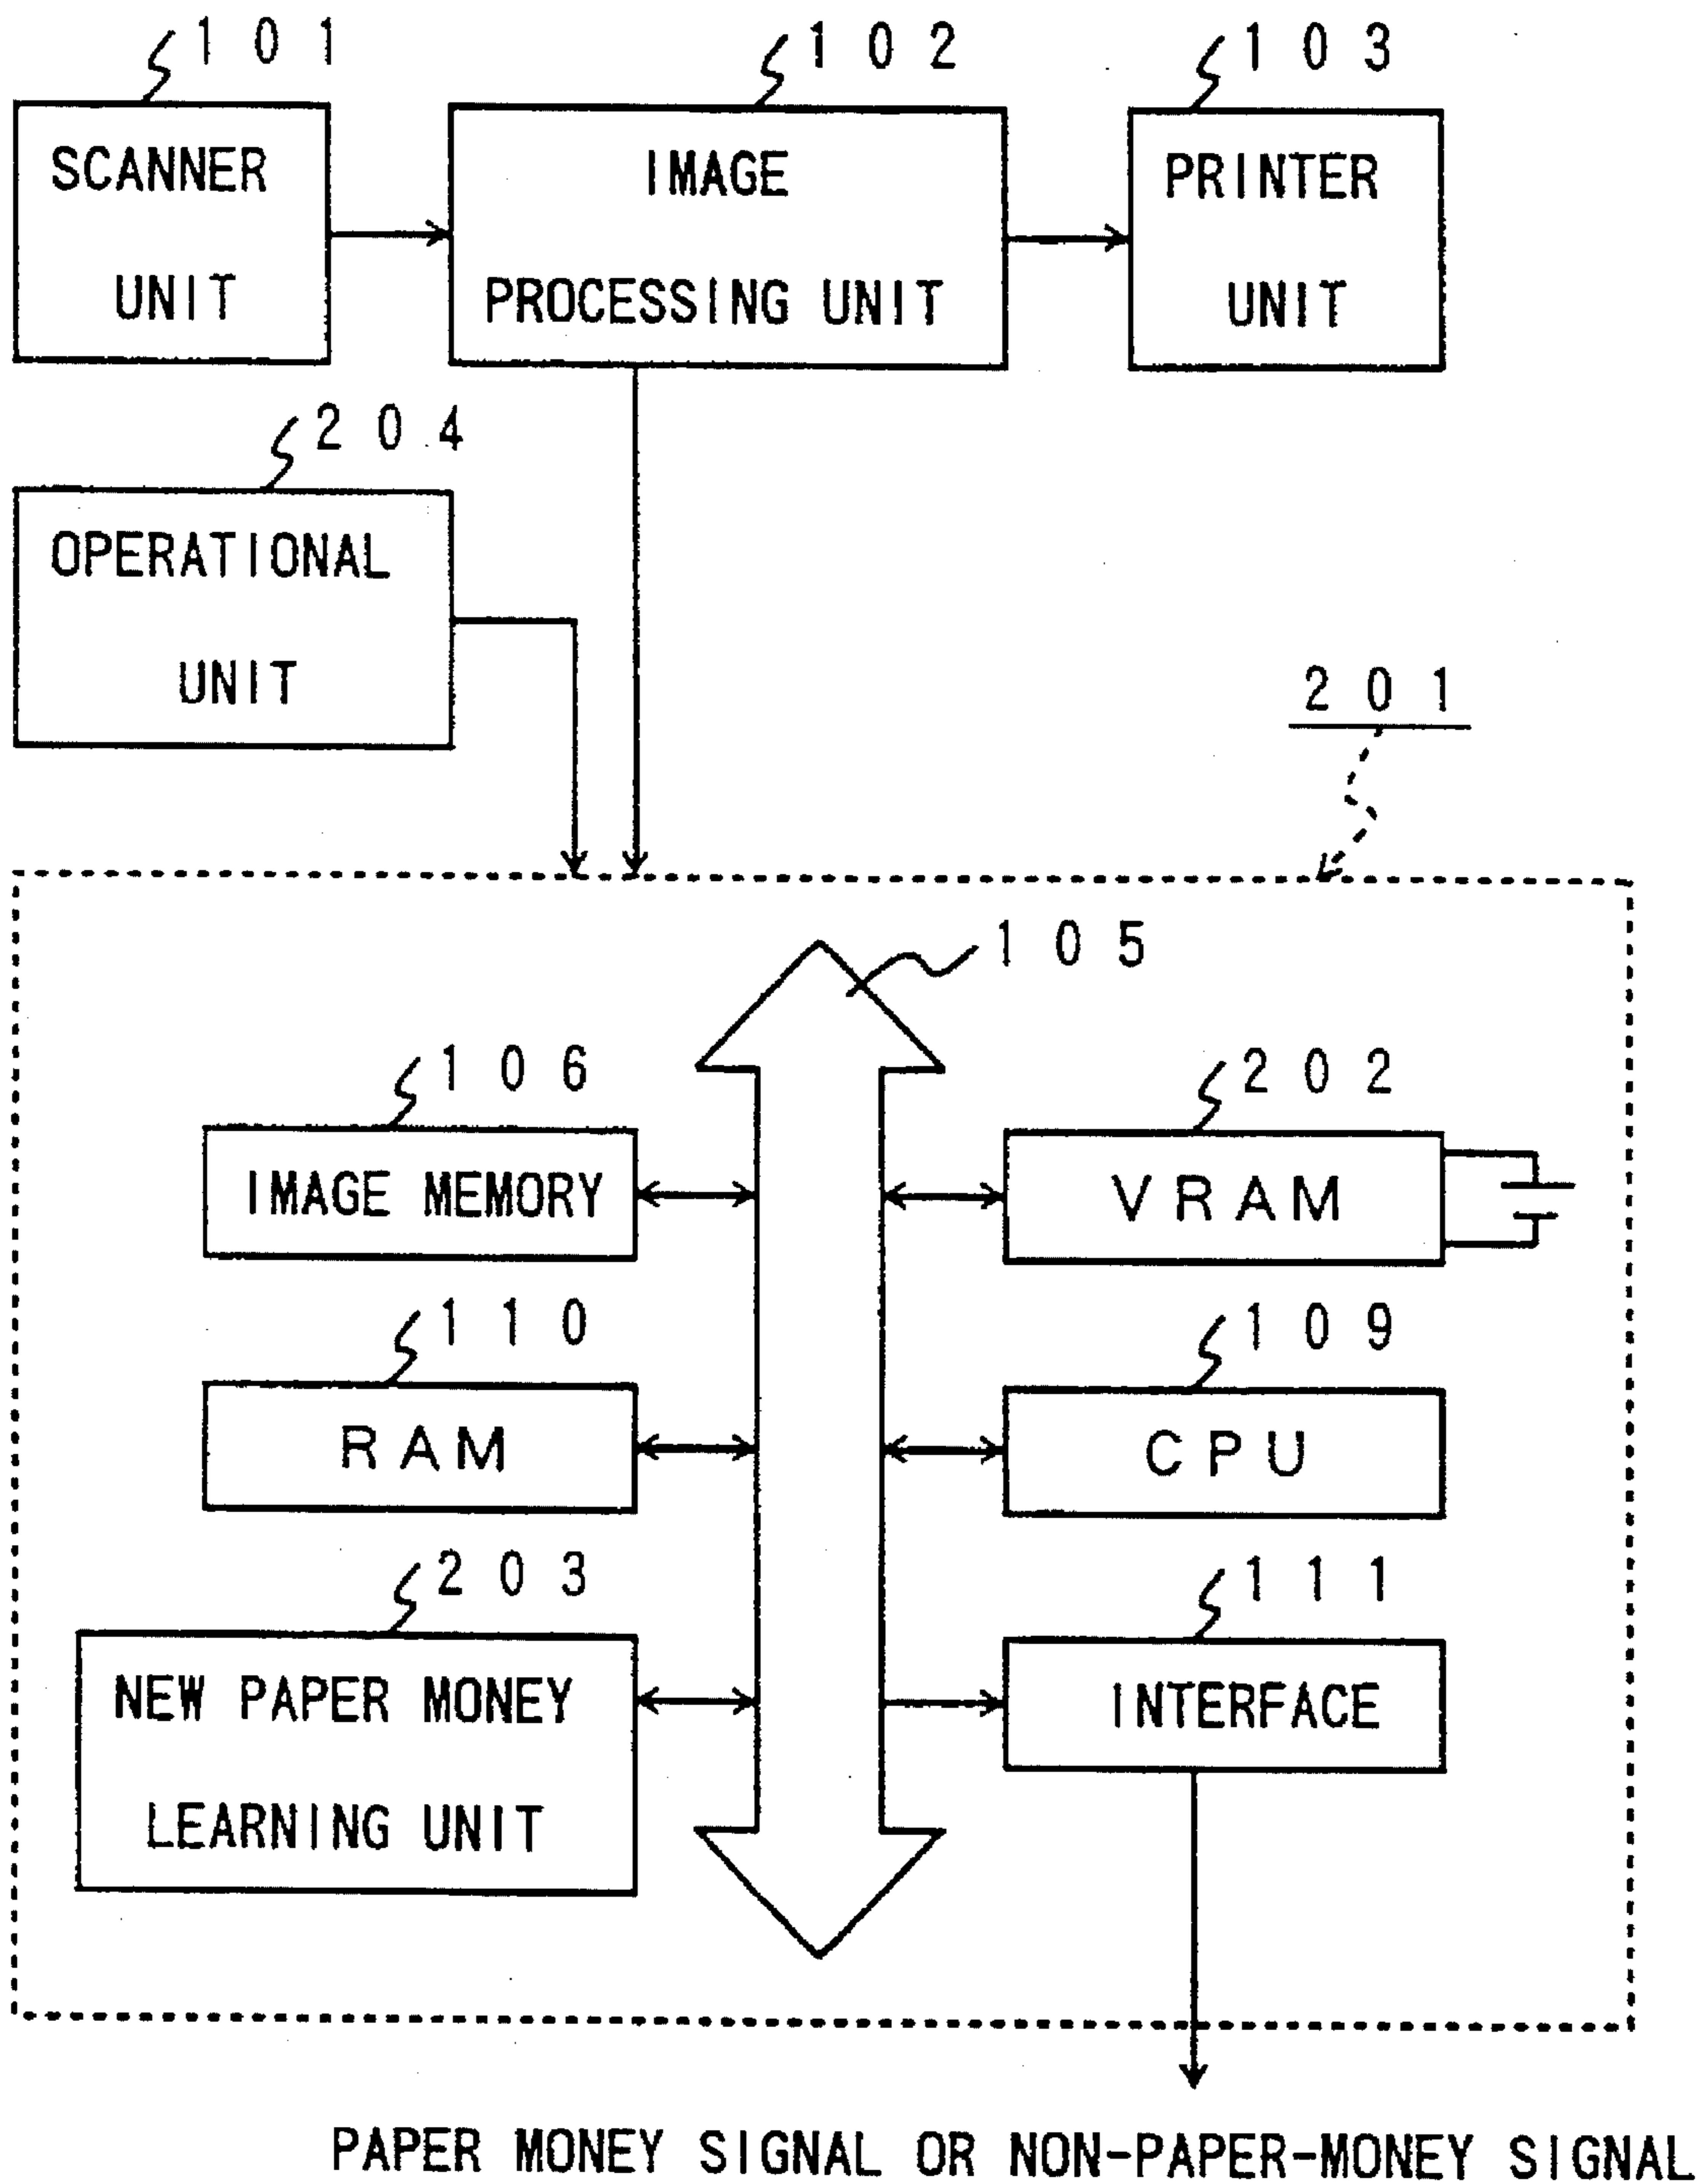 101
102
103
SCANNER
UNIT
IMAGE
PROCESSING UNIT
PRINTER
UNIT
204
OPERATIONAL
UNIT
201
105
106
IMAGE MEMORY
202
VRAM
110
RAM
109
CPU
203
NEW PAPER MONEY
LEARNING UNIT
111
INTERFACE
PAPER MONEY SIGNAL OR NON-PAPER-MONEY SIGNAL